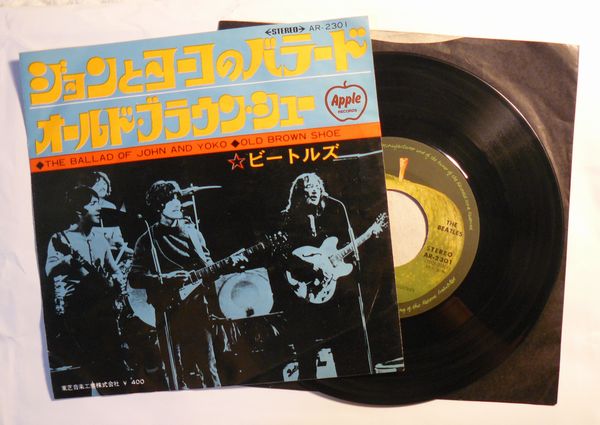 ←STEREO→ AR-2301
ジョンとヨーコのバラード
オールド・ブラウン・シュー
Apple
RECORDS
◆THE BALLAD OF JOHN AND YOKO ◆OLD BROWN SHOE
☆ビートルズ
東芝音楽工業株式会社 ¥ 400
THE
BEATLES
STEREO
AR-2301